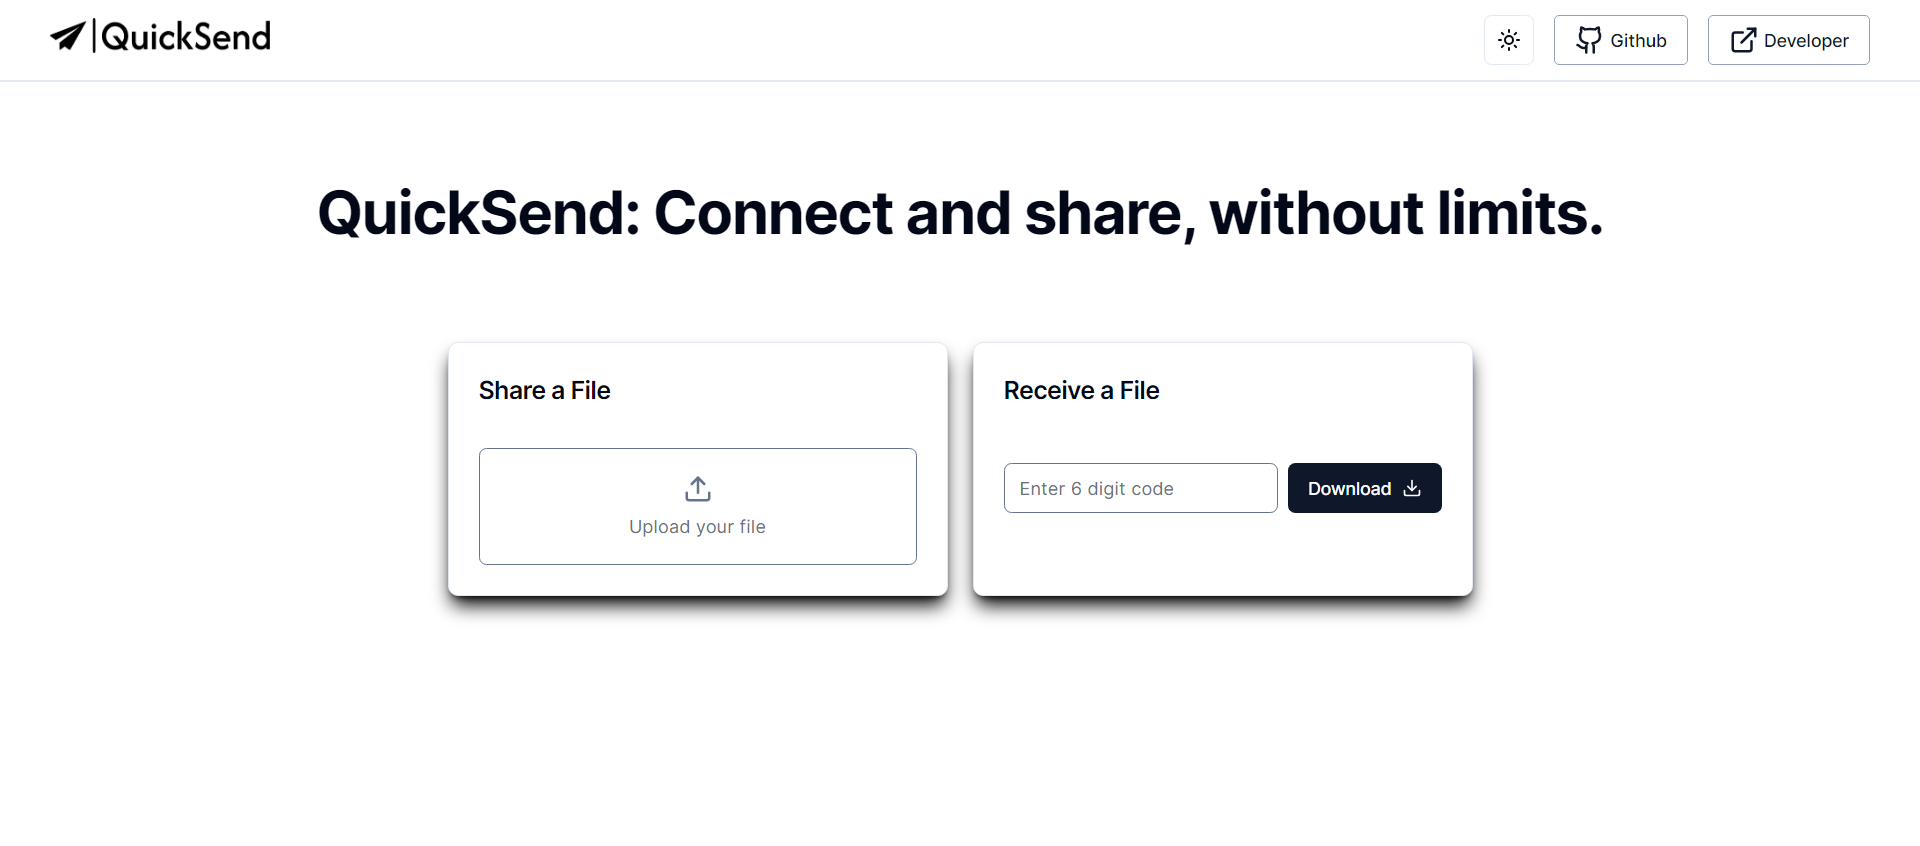 QuickSend
Github
Developer
QuickSend: Connect and share, without limits.
Share a File
Upload your file
Receive a File
Enter 6 digit code
Download